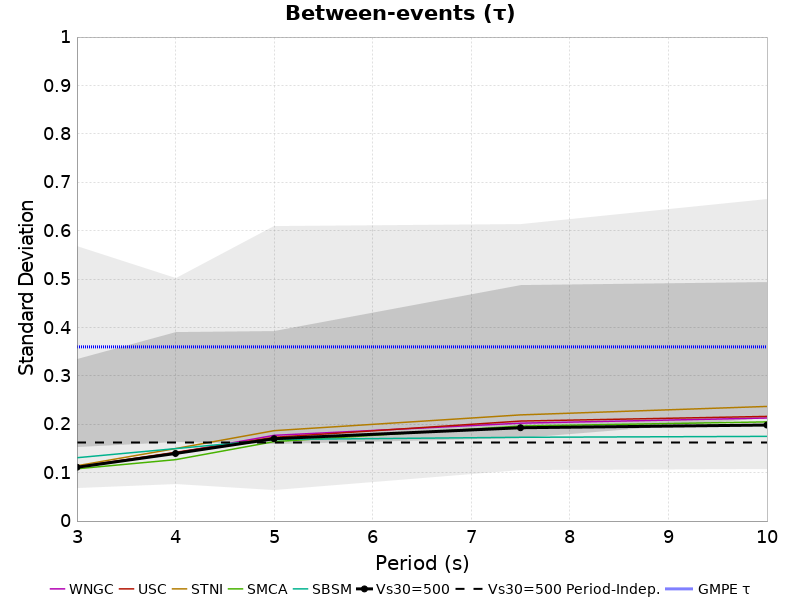 Between-events (τ)
1
0.9
0.8
0.7
0.6
0.5
0.4
0.3
0.2
0.1
0
Standard Deviation
3 4 5 6 7 8 9 10
Period (s)
WNGC USC STNI SMCA SBSM Vs30=500 Vs30=500 Period-Indep. GMPE τ